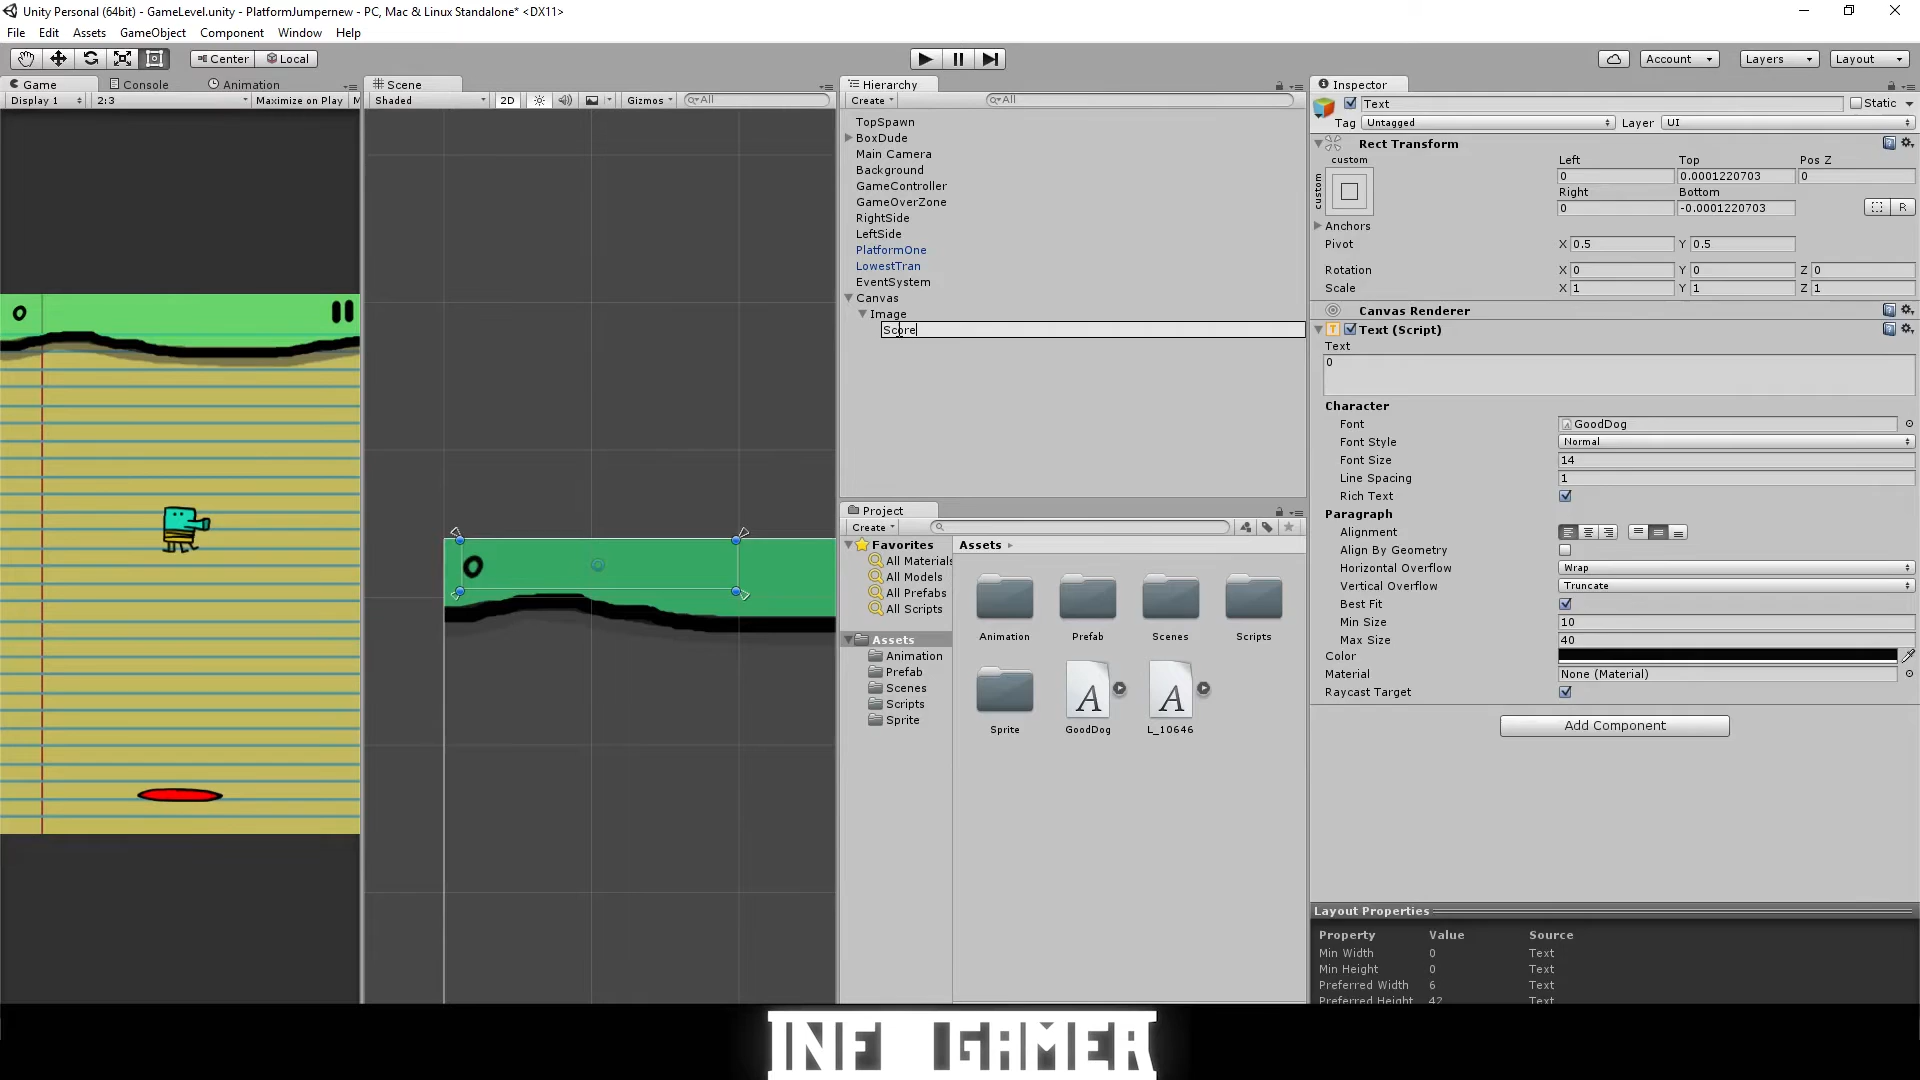 Unity Personal (64bit) - GameLevel.unity - PlatformJumpernew - PC, Mac & Linux Standalone* <DX11>
File Edit Assets GameObject Component Window Help
Center Local Account Layers Layout
Game Console Animation
Display 1 2:3 Maximize on Play M
0
Scene
Shaded 2D Gizmos All
Hierarchy
Create All
TopSpawn
BoxDude
Main Camera
Background
GameController
GameOverZone
RightSide
LeftSide
PlatformOne
LowestTran
EventSystem
Canvas
Image
Score
Project
Create
Favorites
All Materials
All Models
All Prefabs
All Scripts
Assets
Animation
Prefab
Scenes
Scripts
Sprite
Assets
Animation Prefab Scenes Scripts
Sprite GoodDog L_10646
Inspector
Text Static
Tag Untagged Layer UI
Rect Transform
custom Left Top Pos Z
custom 0 0.0001220703 0
Right Bottom
0 -0.0001220703 R
Anchors
Pivot X 0.5 Y 0.5
Rotation X 0 Y 0 Z 0
Scale X 1 Y 1 Z 1
Canvas Renderer
Text (Script)
Text
0
Character
Font GoodDog
Font Style Normal
Font Size 14
Line Spacing 1
Rich Text
Paragraph
Alignment
Align By Geometry
Horizontal Overflow Wrap
Vertical Overflow Truncate
Best Fit
Min Size 10
Max Size 40
Color
Material None (Material)
Raycast Target
Add Component
Layout Properties
Property Value Source
Min Width 0 Text
Min Height 0 Text
Preferred Width 6 Text
Preferred Height 42 Text
INF GAMER